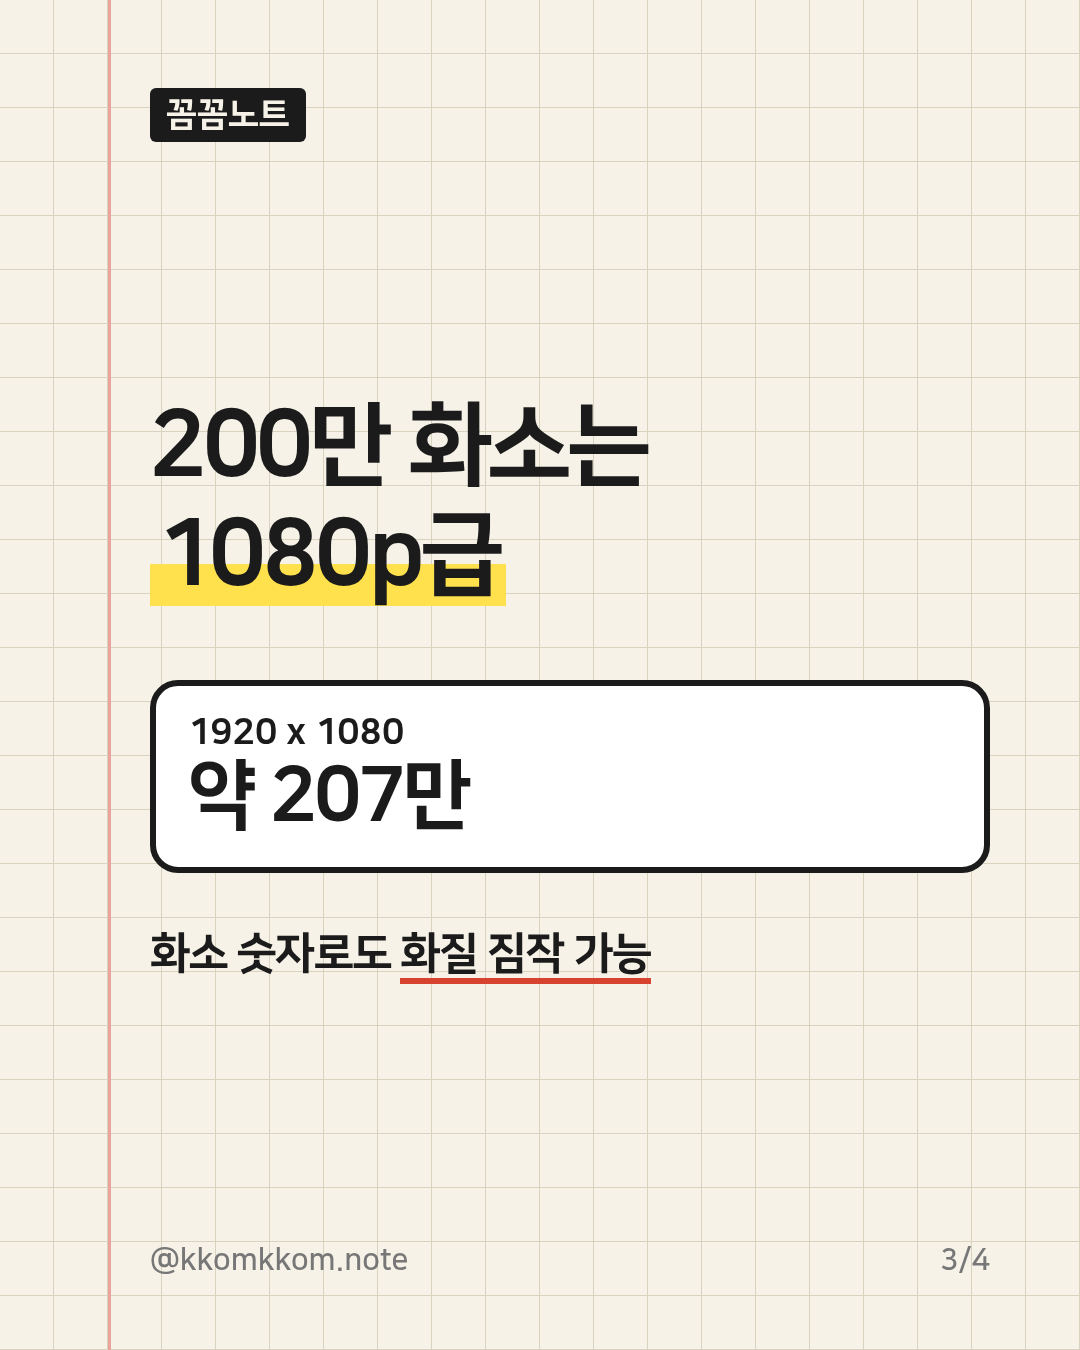 꼼꼼노트
200만 화소는
1080p급
1920 x 1080
약 207만
화소 숫자로도 화질 짐작 가능
@kkomkkom.note
3/4